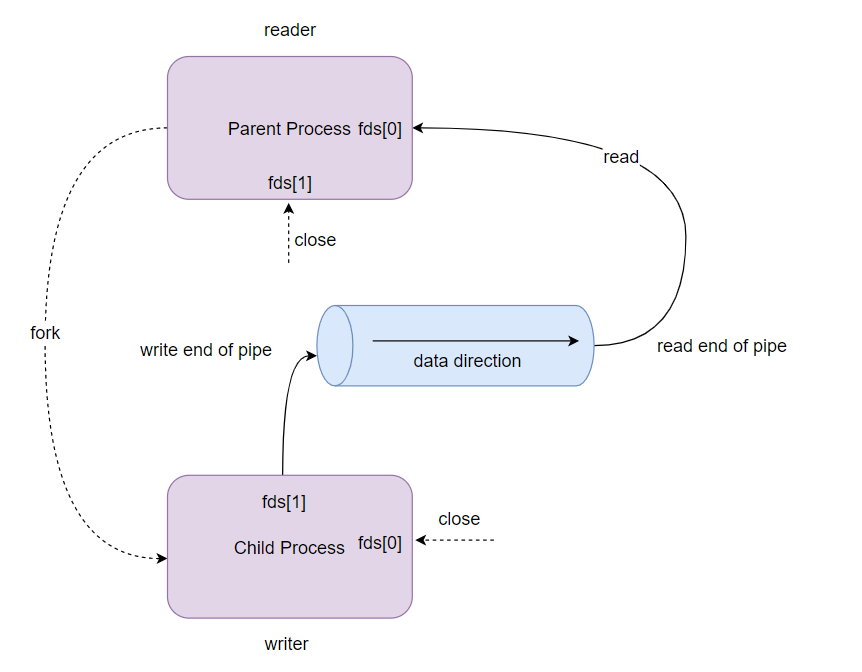 reader
Parent Process fds[0]
fds[1]
read
close
fork
write end of pipe
data direction
read end of pipe
fds[1]
close
Child Process fds[0]
writer